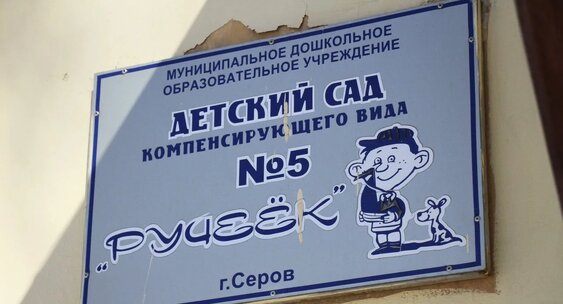 МУНИЦИПАЛЬНОЕ ДОШКОЛЬНОЕ
ОБРАЗОВАТЕЛЬНОЕ УЧРЕЖДЕНИЕ
ДЕТСКИЙ САД
КОМПЕНСИРУЮЩЕГО ВИДА
№5
"РУЧЕЁК"
г.Серов